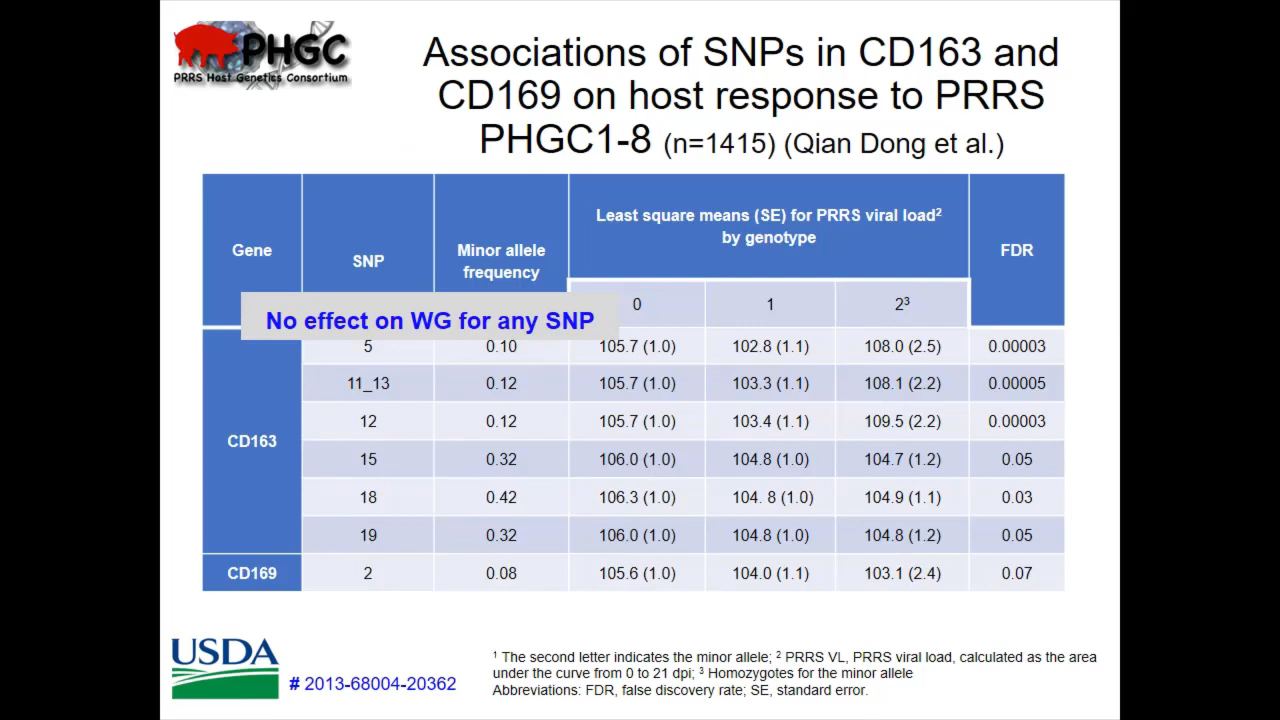 PHGC
PRRS Host Genetics Consortium
Associations of SNPs in CD163 and
CD169 on host response to PRRS
PHGC1-8 (n=1415) (Qian Dong et al.)
Gene SNP Minor allele frequency Least square means (SE) for PRRS viral load² by genotype FDR
0 1 2³
No effect on WG for any SNP
CD163
5 0.10 105.7 (1.0) 102.8 (1.1) 108.0 (2.5) 0.00003
11_13 0.12 105.7 (1.0) 103.3 (1.1) 108.1 (2.2) 0.00005
12 0.12 105.7 (1.0) 103.4 (1.1) 109.5 (2.2) 0.00003
15 0.32 106.0 (1.0) 104.8 (1.0) 104.7 (1.2) 0.05
18 0.42 106.3 (1.0) 104. 8 (1.0) 104.9 (1.1) 0.03
19 0.32 106.0 (1.0) 104.8 (1.0) 104.8 (1.2) 0.05
CD169 2 0.08 105.6 (1.0) 104.0 (1.1) 103.1 (2.4) 0.07
USDA
# 2013-68004-20362
¹ The second letter indicates the minor allele; ² PRRS VL, PRRS viral load, calculated as the area
under the curve from 0 to 21 dpi; ³ Homozygotes for the minor allele
Abbreviations: FDR, false discovery rate; SE, standard error.